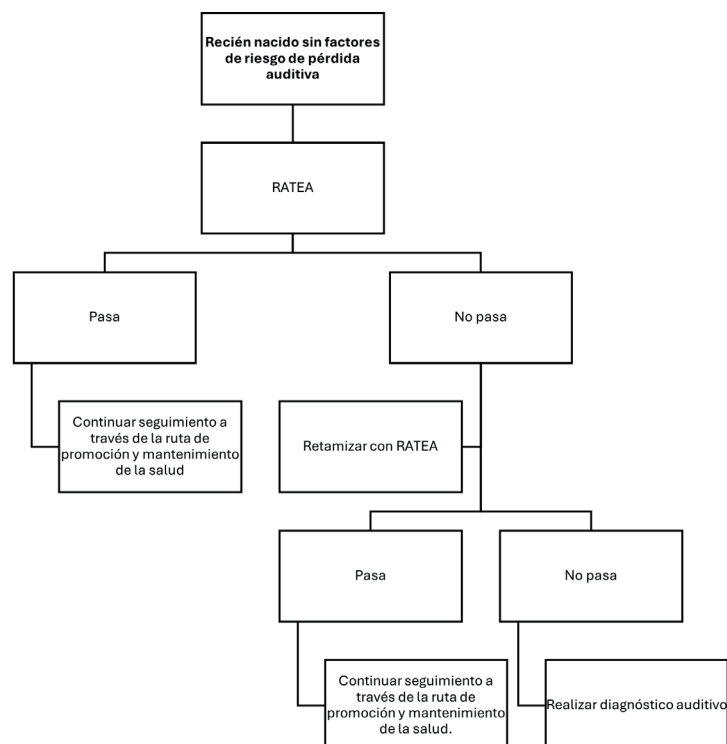 Recién nacido sin factores
de riesgo de pérdida
auditiva
RATEA
Pasa
No pasa
Continuar seguimiento a
través de la ruta de
promoción y mantenimiento
de la salud
Retamizar con RATEA
Pasa
No pasa
Continuar seguimiento a
través de la ruta de
promoción y mantenimiento
de la salud.
Realizar diagnóstico auditivo